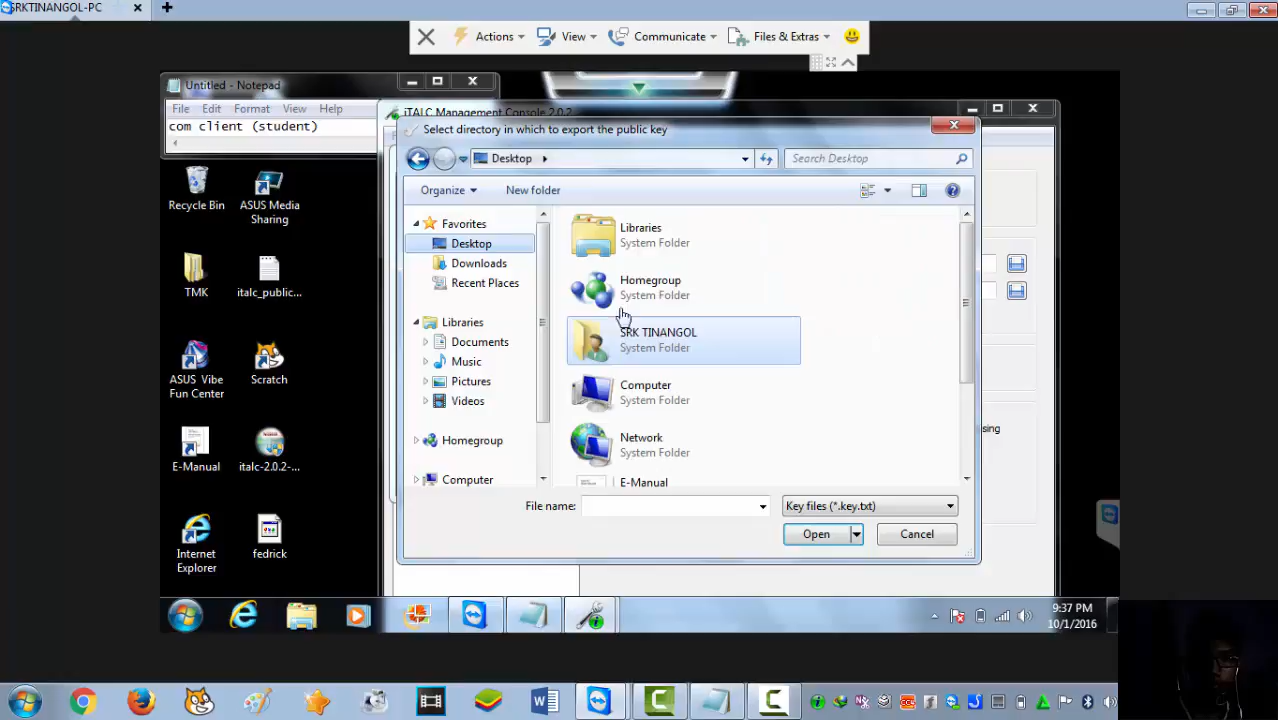 SRKTINANGOL-PC
Actions
View
Communicate
Files & Extras
Untitled - Notepad
File Edit Format View Help
com client (student)
iTALC Management Console 2.0.2
Select directory in which to export the public key
Desktop
Search Desktop
Organize
New folder
Favorites
Desktop
Downloads
Recent Places
Libraries
Documents
Music
Pictures
Videos
Homegroup
Computer
Libraries
System Folder
Homegroup
System Folder
SRK TINANGOL
System Folder
Computer
System Folder
Network
System Folder
E-Manual
File name:
Key files (*.key.txt)
Open
Cancel
sing
Recycle Bin
ASUS Media Sharing
TMK
italc_public...
ASUS Vibe Fun Center
Scratch
E-Manual
italc-2.0.2-...
Internet Explorer
fedrick
9:37 PM
10/1/2016